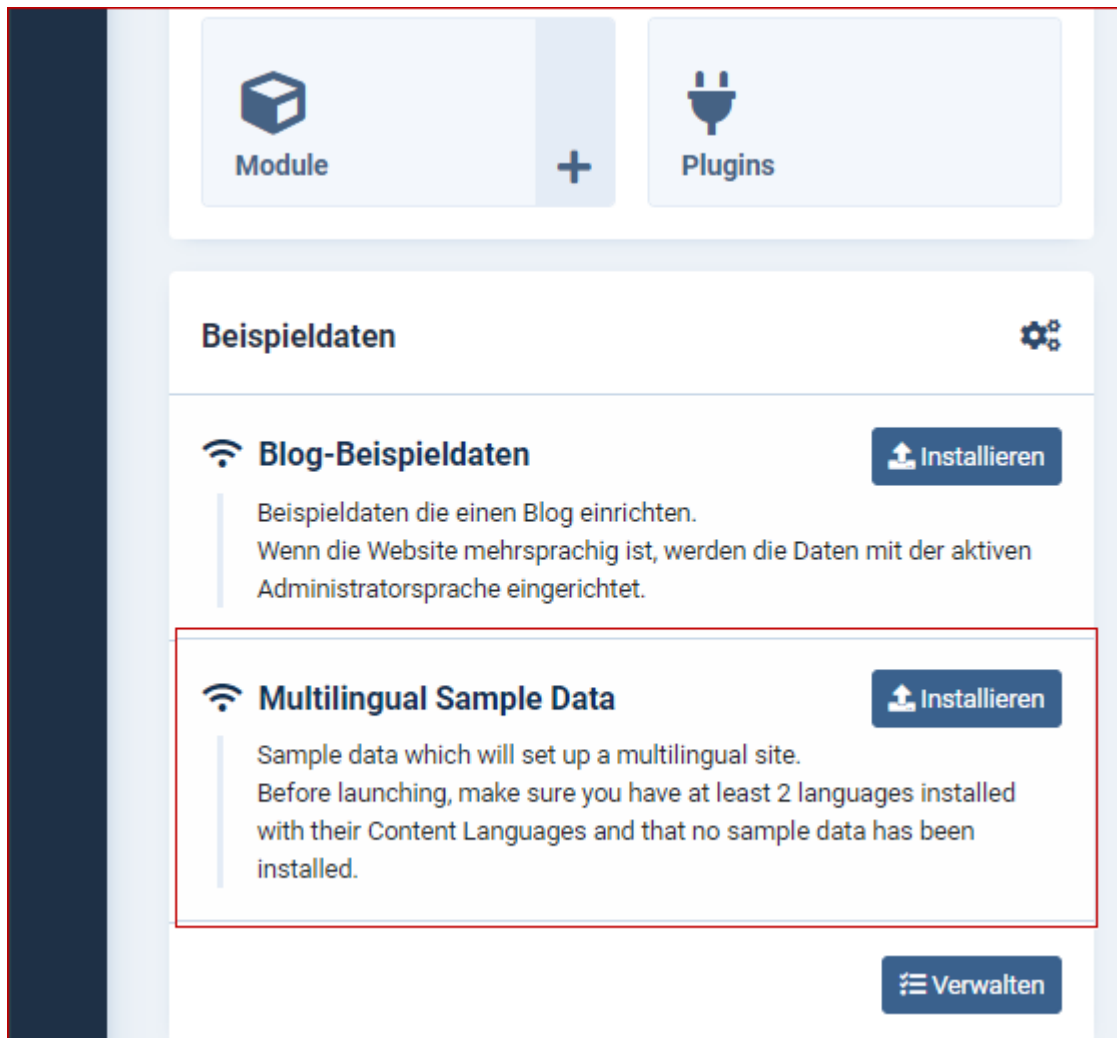 Module
Plugins
Beispieldaten
Blog-Beispieldaten
Installieren
Beispieldaten die einen Blog einrichten.
Wenn die Website mehrsprachig ist, werden die Daten mit der aktiven
Administratorsprache eingerichtet.
Multilingual Sample Data
Installieren
Sample data which will set up a multilingual site.
Before launching, make sure you have at least 2 languages installed
with their Content Languages and that no sample data has been
installed.
Verwalten